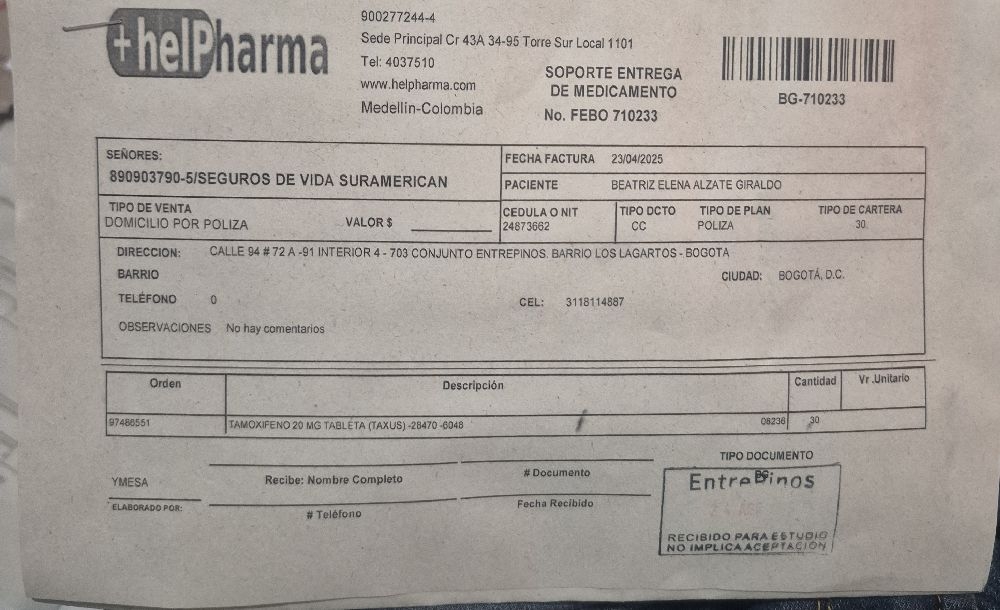 +helPharma
900277244-4
Sede Principal Cr 43A 34-95 Torre Sur Local 1101
Tel: 4037510
www.helpharma.com
Medellin-Colombia
SOPORTE ENTREGA
DE MEDICAMENTO
No. FEBO 710233
BG-710233
SEÑORES:
890903790-5/SEGUROS DE VIDA SURAMERICAN
FECHA FACTURA 23/04/2025
PACIENTE BEATRIZ ELENA ALZATE GIRALDO
TIPO DE VENTA
DOMICILIO POR POLIZA
VALOR $
CEDULA O NIT
24873662
TIPO DCTO
CC
TIPO DE PLAN
POLIZA
TIPO DE CARTERA
30
DIRECCION: CALLE 94 # 72 A -91 INTERIOR 4 - 703 CONJUNTO ENTREPINOS. BARRIO LOS LAGARTOS - BOGOTA
BARRIO
CIUDAD: BOGOTÁ, D.C.
TELÉFONO 0
CEL: 3118114887
OBSERVACIONES No hay comentarios
Orden Descripción Cantidad Vr .Unitario
97486551 TAMOXIFENO 20 MG TABLETA (TAXUS) -28470 -6048 08236 30
YMESA
ELABORADO POR:
Recibe: Nombre Completo
# Teléfono
# Documento
Fecha Recibido
TIPO DOCUMENTO
BG
EntrePinos
RECIBIDO PARA ESTUDIO
NO IMPLICA ACEPTACIÓN